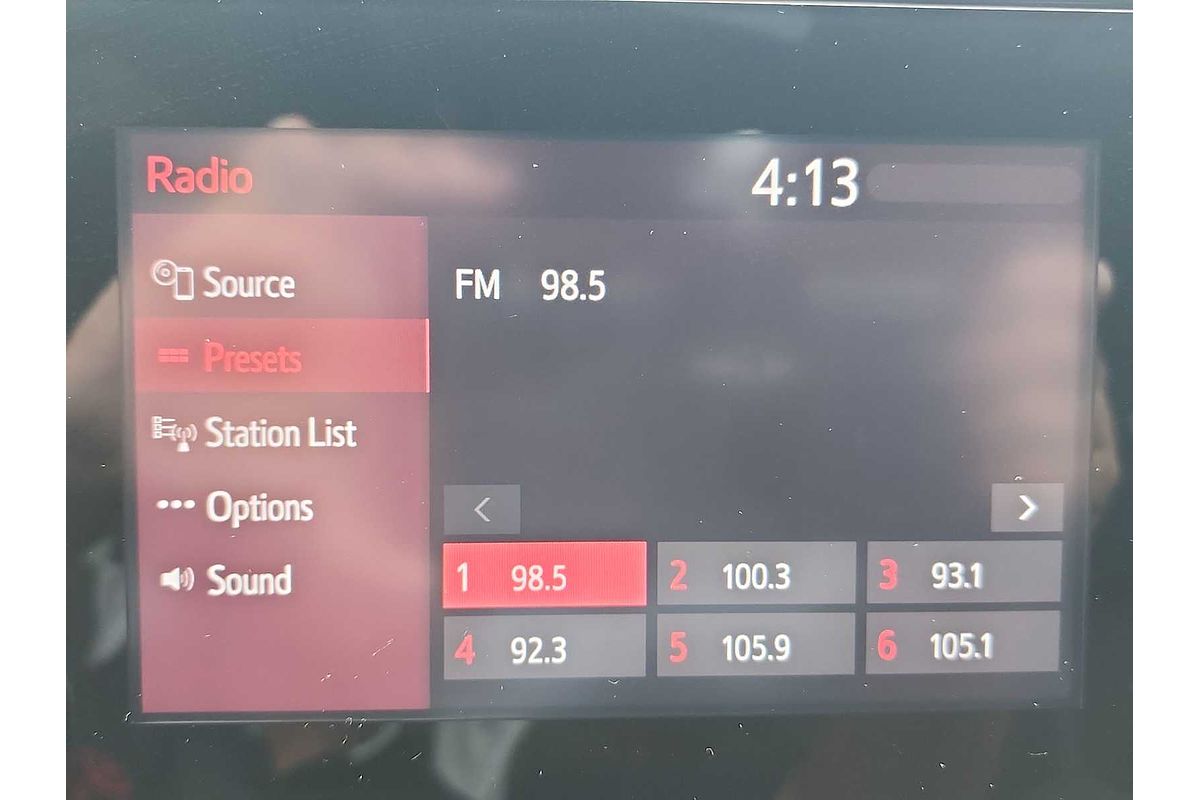 Radio 4:13
Source
Presets
Station List
Options
Sound
FM 98.5
< >
1 98.5 2 100.3 3 93.1
4 92.3 5 105.9 6 105.1